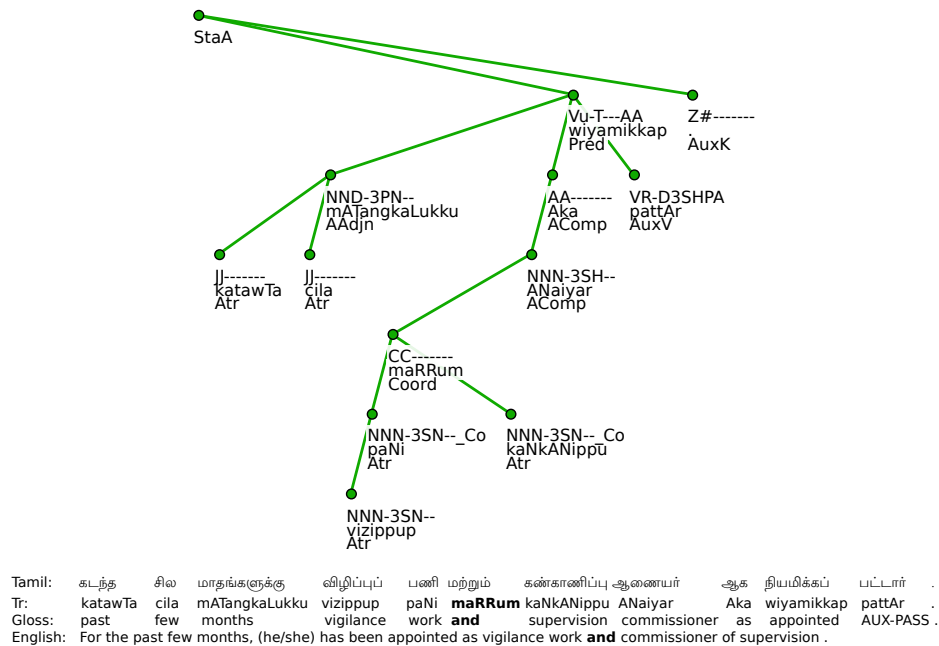 StaA
Vu-T---AA
wiyamikkap
Pred
Z#-------
.
AuxK
NND-3PN--
mATangkaLukku
AAdjn
AA-------
Aka
AComp
VR-D3SHPA
pattAr
AuxV
JJ-------
katawTa
Atr
JJ-------
cila
Atr
NNN-3SH--
ANaiyar
AComp
CC-------
maRRum
Coord
NNN-3SN--_Co
paNi
Atr
NNN-3SN--_Co
kaNkANippu
Atr
NNN-3SN--
vizippup
Atr
Tamil: கடந்த சில மாதங்களுக்கு விழிப்புப் பணி மற்றும் கண்காணிப்பு ஆணையர் ஆக நியமிக்கப் பட்டார் .
Tr: katawTa cila mATangkaLukku vizippup paNi maRRum kaNkANippu ANaiyar Aka wiyamikkap pattAr .
Gloss: past few months vigilance work and supervision commissioner as appointed AUX-PASS .
English: For the past few months, (he/she) has been appointed as vigilance work and commissioner of supervision .